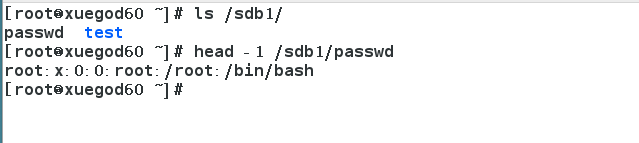 [root@xuegod60 ~]# ls /sdb1/
passwd  test
[root@xuegod60 ~]# head -1 /sdb1/passwd
root:x:0:0:root:/root:/bin/bash
[root@xuegod60 ~]#